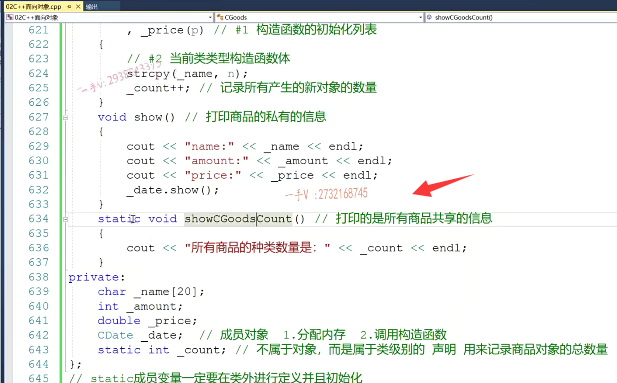 02C++面向对象.cpp 输出
CGoods showCGoodsCount()
621 , _price(p) // #1 构造函数的初始化列表
622 {
623 // #2 当前类类型构造函数体
624 strcpy(_name, n);
625 _count++; // 记录所有产生的新对象的数量
626 }
627 void show() // 打印商品的私有的信息
628 {
629 cout << "name:" << _name << endl;
630 cout << "amount:" << _amount << endl;
631 cout << "price:" << _price << endl;
632 _date.show();
一手V :2732168745
633 }
634 static void showCGoodsCount() // 打印的是所有商品共享的信息
635 {
636 cout << "所有商品的种类数量是：" << _count << endl;
637 }
638 private:
639 char _name[20];
640 int _amount;
641 double _price;
642 CDate _date; // 成员对象 1.分配内存 2.调用构造函数
643 static int _count; // 不属于对象，而是属于类级别的 声明 用来记录商品对象的总数量
644 };
645 // static成员变量一定要在类外进行定义并且初始化